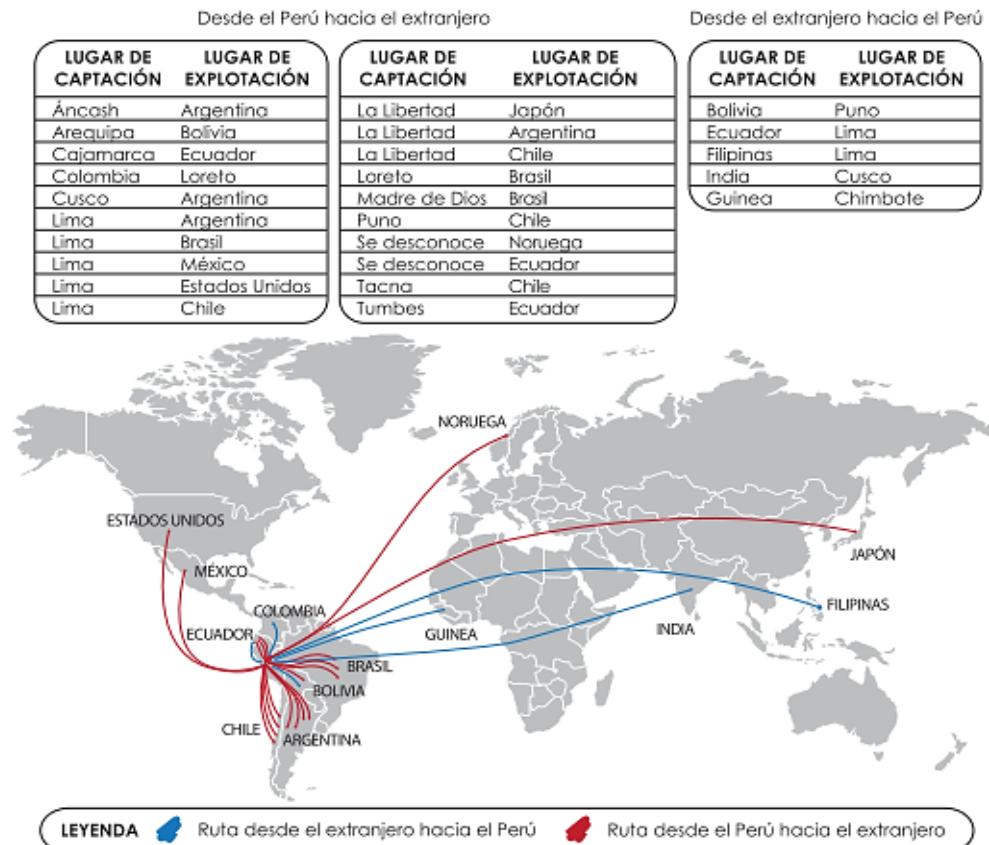 Desde el Perú hacia el extranjero
LUGAR DE CAPTACIÓN LUGAR DE EXPLOTACIÓN
Áncash Argentina
Arequipa Bolivia
Cajamarca Ecuador
Colombia Loreto
Cusco Argentina
Lima Argentina
Lima Brasil
Lima México
Lima Estados Unidos
Lima Chile
LUGAR DE CAPTACIÓN LUGAR DE EXPLOTACIÓN
La Libertad Japón
La Libertad Argentina
La Libertad Chile
Loreto Brasil
Madre de Dios Brasil
Puno Chile
Se desconoce Noruega
Se desconoce Ecuador
Tacna Chile
Tumbes Ecuador
Desde el extranjero hacia el Perú
LUGAR DE CAPTACIÓN LUGAR DE EXPLOTACIÓN
Bolivia Puno
Ecuador Lima
Filipinas Lima
India Cusco
Guinea Chimbote
NORUEGA
ESTADOS UNIDOS
JAPÓN
MÉXICO
COLOMBIA
FILIPINAS
ECUADOR
GUINEA
INDIA
BRASIL
BOLIVIA
CHILE
ARGENTINA
LEYENDA Ruta desde el extranjero hacia el Perú Ruta desde el Perú hacia el extranjero